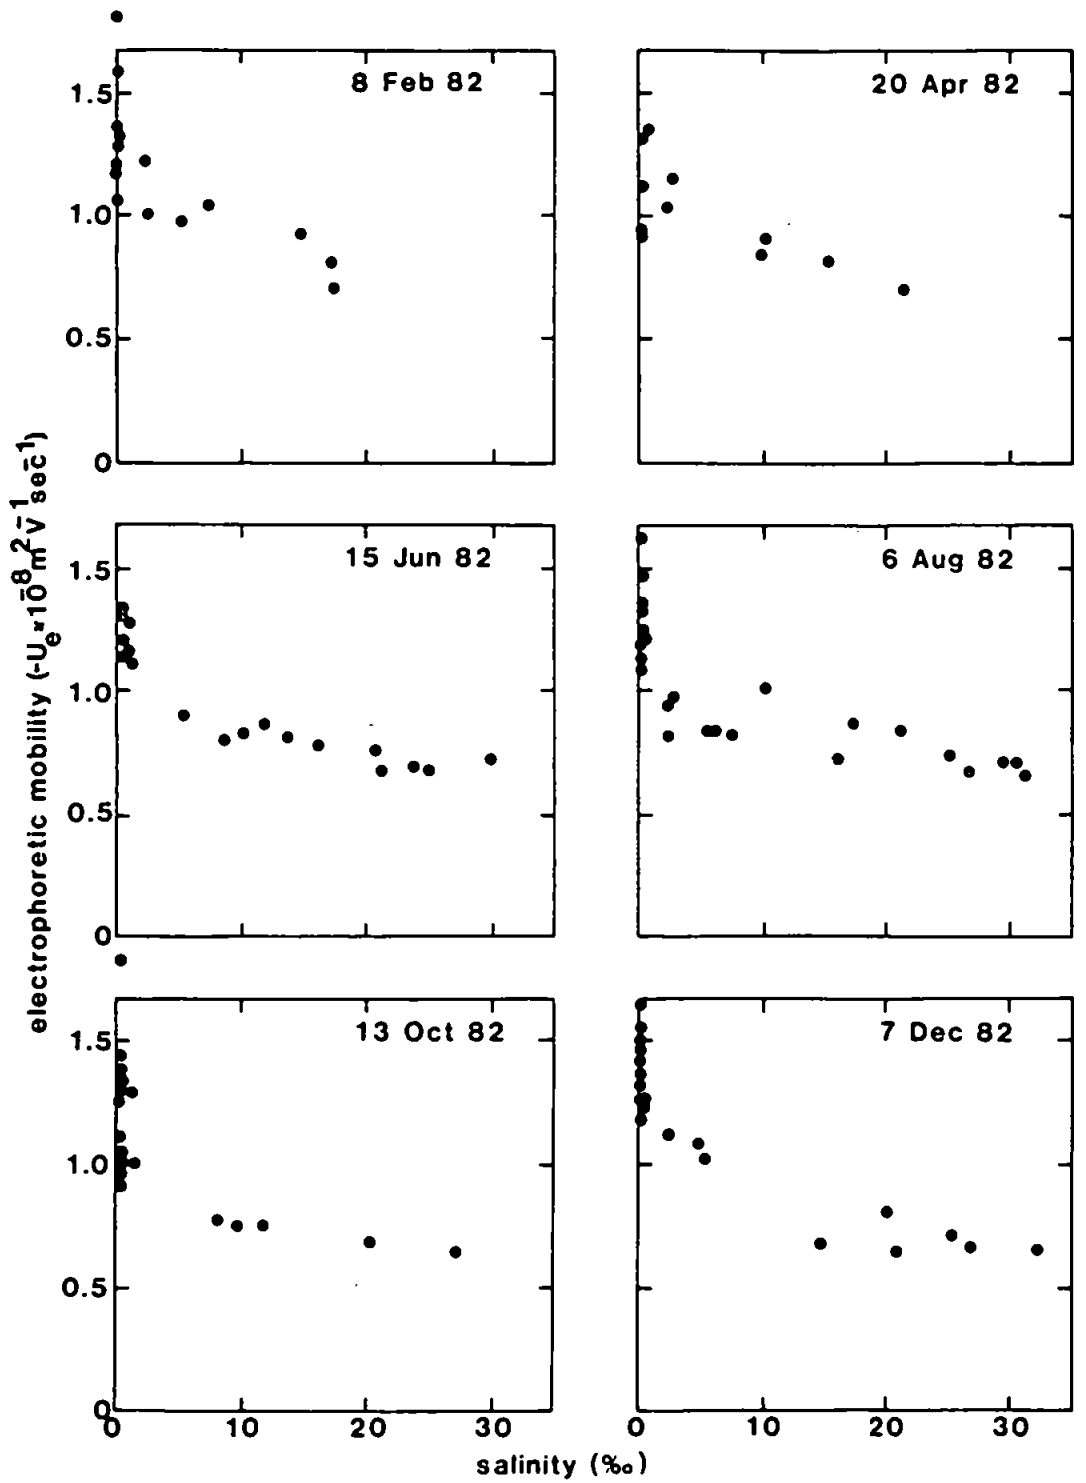 8 Feb 82
20 Apr 82
1.5
1.0
0.5
0
15 Jun 82
6 Aug 82
1.5
1.0
0.5
0
13 Oct 82
7 Dec 82
1.5
1.0
0.5
0
0 10 20 30
0 10 20 30
salinity (‰)
electrophoretic mobility (-Ue*10⁻⁸m²V⁻¹sec⁻¹)